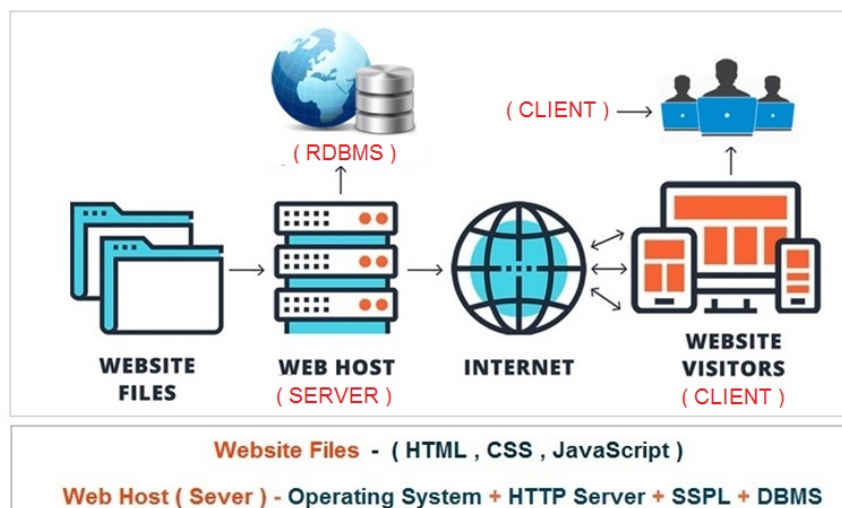 ( CLIENT )
( RDBMS )
WEBSITE
FILES
WEB HOST
( SERVER )
INTERNET
WEBSITE
VISITORS
( CLIENT )
Website Files - ( HTML , CSS , JavaScript )
Web Host ( Sever ) - Operating System + HTTP Server + SSPL + DBMS